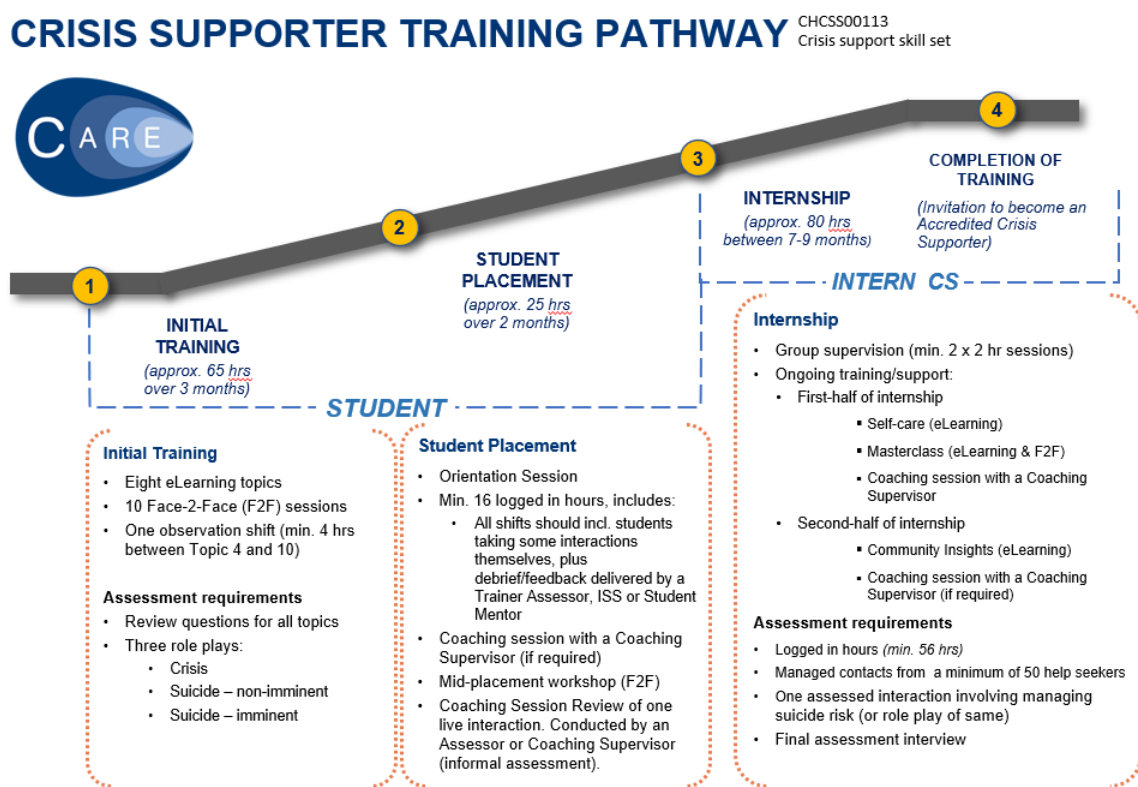 CRISIS SUPPORTER TRAINING PATHWAY
CHCSS00113
Crisis support skill set
CARE
1
2
3
4
INITIAL
TRAINING
(approx. 65 hrs
over 3 months)
STUDENT
PLACEMENT
(approx. 25 hrs
over 2 months)
INTERNSHIP
(approx. 80 hrs
between 7-9 months)
COMPLETION OF
TRAINING
(Invitation to become an
Accredited Crisis
Supporter)
STUDENT
INTERN CS
Initial Training
• Eight eLearning topics
• 10 Face-2-Face (F2F) sessions
• One observation shift (min. 4 hrs
between Topic 4 and 10)
Assessment requirements
• Review questions for all topics
• Three role plays:
• Crisis
• Suicide – non-imminent
• Suicide – imminent
Student Placement
• Orientation Session
• Min. 16 logged in hours, includes:
• All shifts should incl. students
taking some interactions
themselves, plus
debrief/feedback delivered by a
Trainer Assessor, ISS or Student
Mentor
• Coaching session with a Coaching
Supervisor (if required)
• Mid-placement workshop (F2F)
• Coaching Session Review of one
live interaction. Conducted by an
Assessor or Coaching Supervisor
(informal assessment).
Internship
• Group supervision (min. 2 x 2 hr sessions)
• Ongoing training/support:
• First-half of internship
▪ Self-care (eLearning)
▪ Masterclass (eLearning & F2F)
▪ Coaching session with a Coaching
Supervisor
• Second-half of internship
▪ Community Insights (eLearning)
▪ Coaching session with a Coaching
Supervisor (if required)
Assessment requirements
• Logged in hours (min. 56 hrs)
• Managed contacts from a minimum of 50 help seekers
• One assessed interaction involving managing
suicide risk (or role play of same)
• Final assessment interview